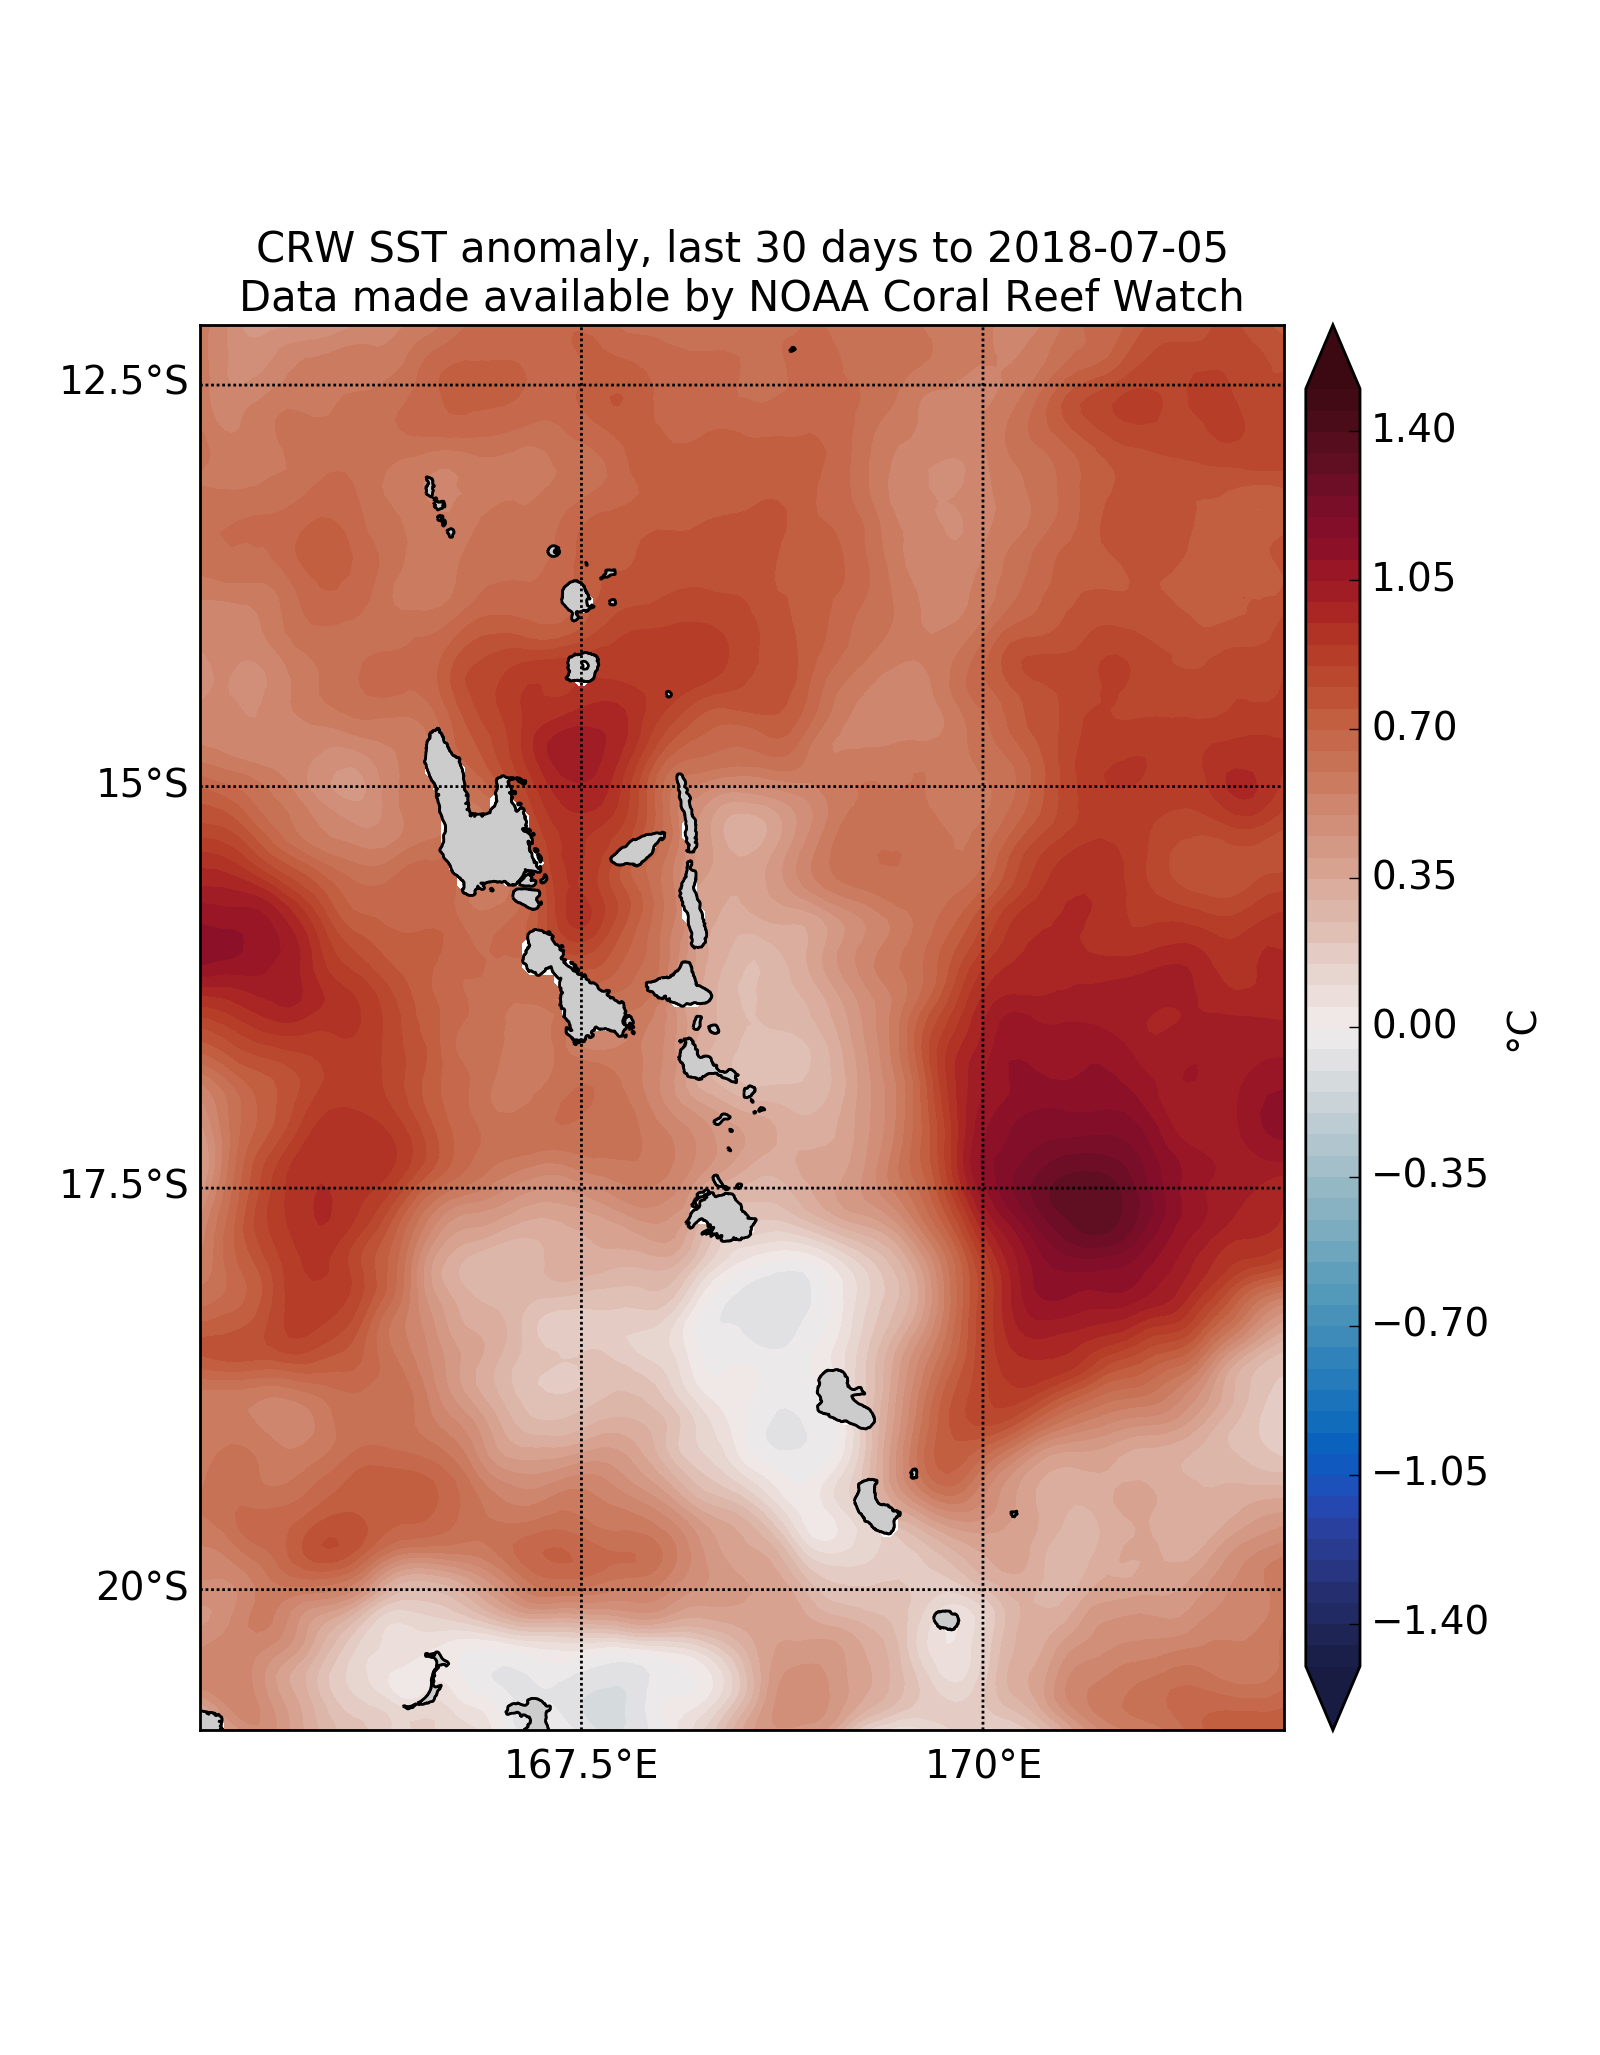 CRW SST anomaly, last 30 days to 2018-07-05
Data made available by NOAA Coral Reef Watch
12.5°S
15°S
17.5°S
20°S
167.5°E
170°E
1.40
1.05
0.70
0.35
0.00
−0.35
−0.70
−1.05
−1.40
°C